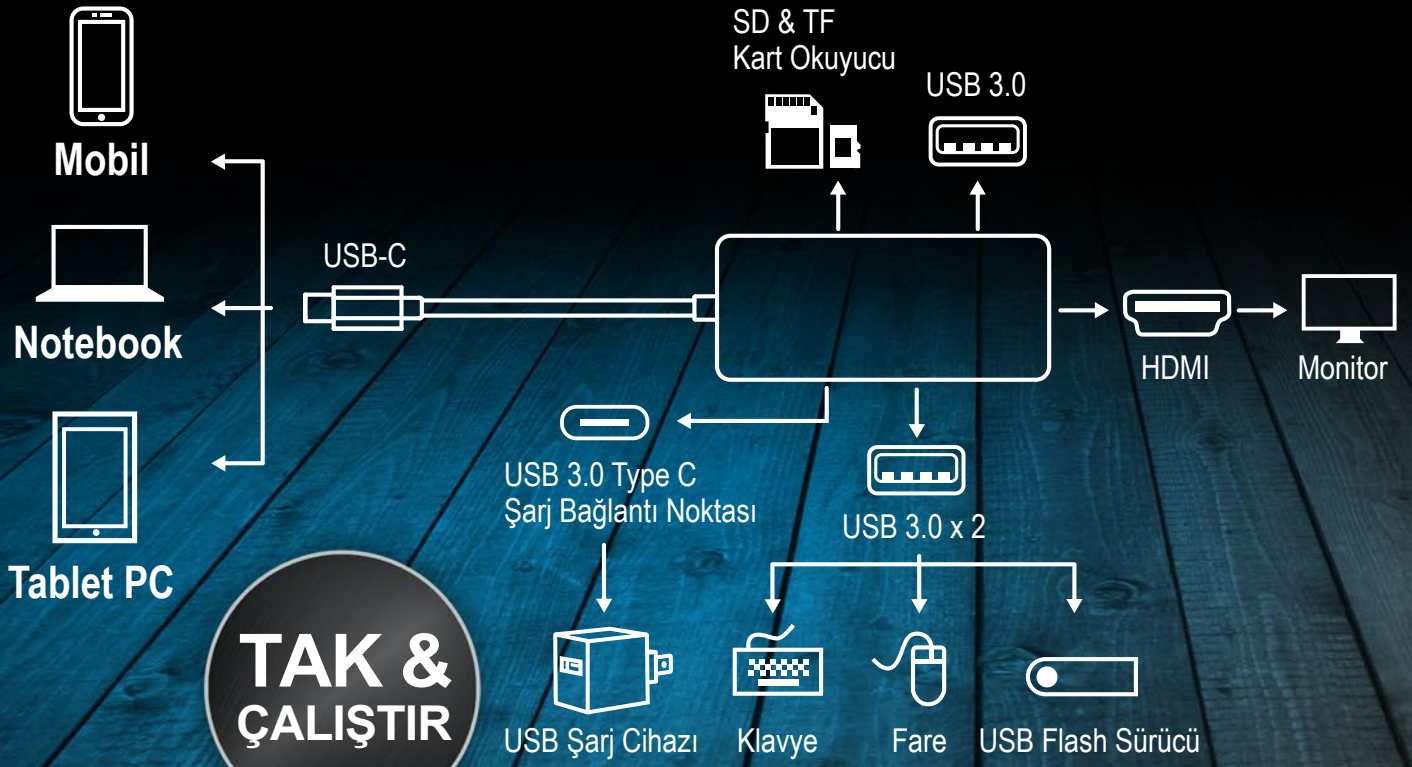 SD & TF
Kart Okuyucu
USB 3.0
Mobil
USB-C
Notebook
HDMI
Monitor
USB 3.0 Type C
Şarj Bağlantı Noktası
USB 3.0 x 2
Tablet PC
TAK &
ÇALIŞTIR
USB Şarj Cihazı
Klavye
Fare
USB Flash Sürücü